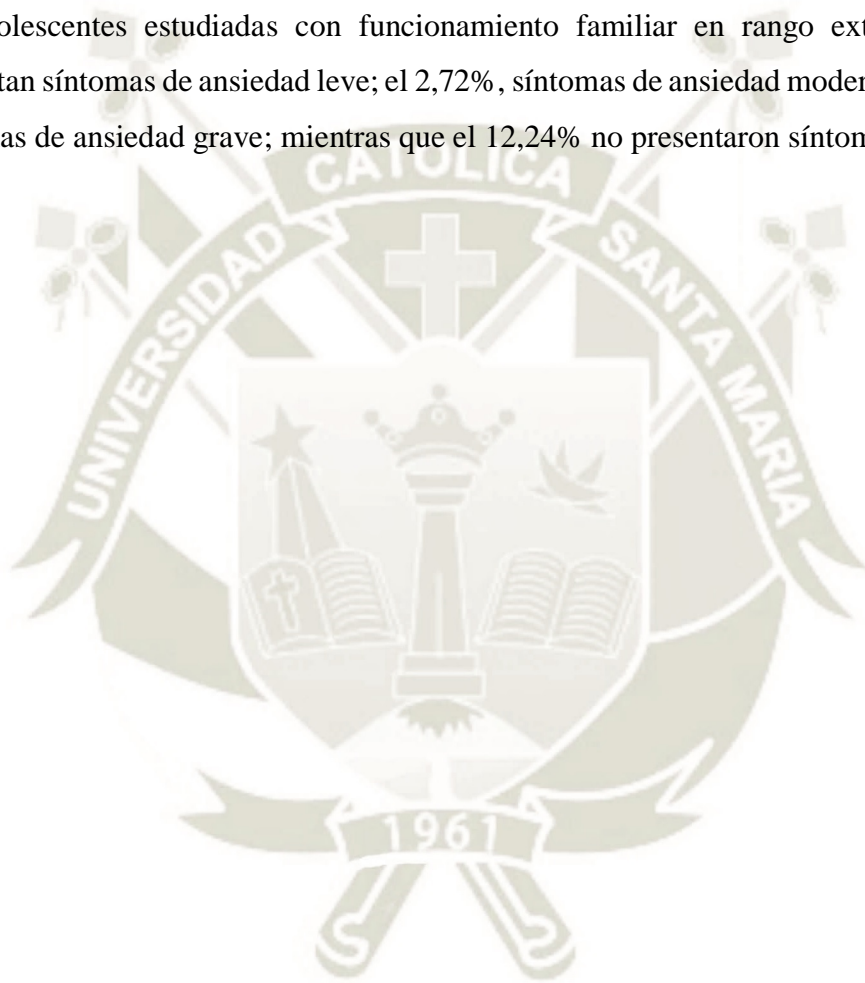 olescentes estudiadas con funcionamiento familiar en rango ext
tan síntomas de ansiedad leve; el 2,72%, síntomas de ansiedad moder
as de ansiedad grave; mientras que el 12,24% no presentaron síntom
CATOLICA
UNIVERSIDAD SANTA MARIA
1961